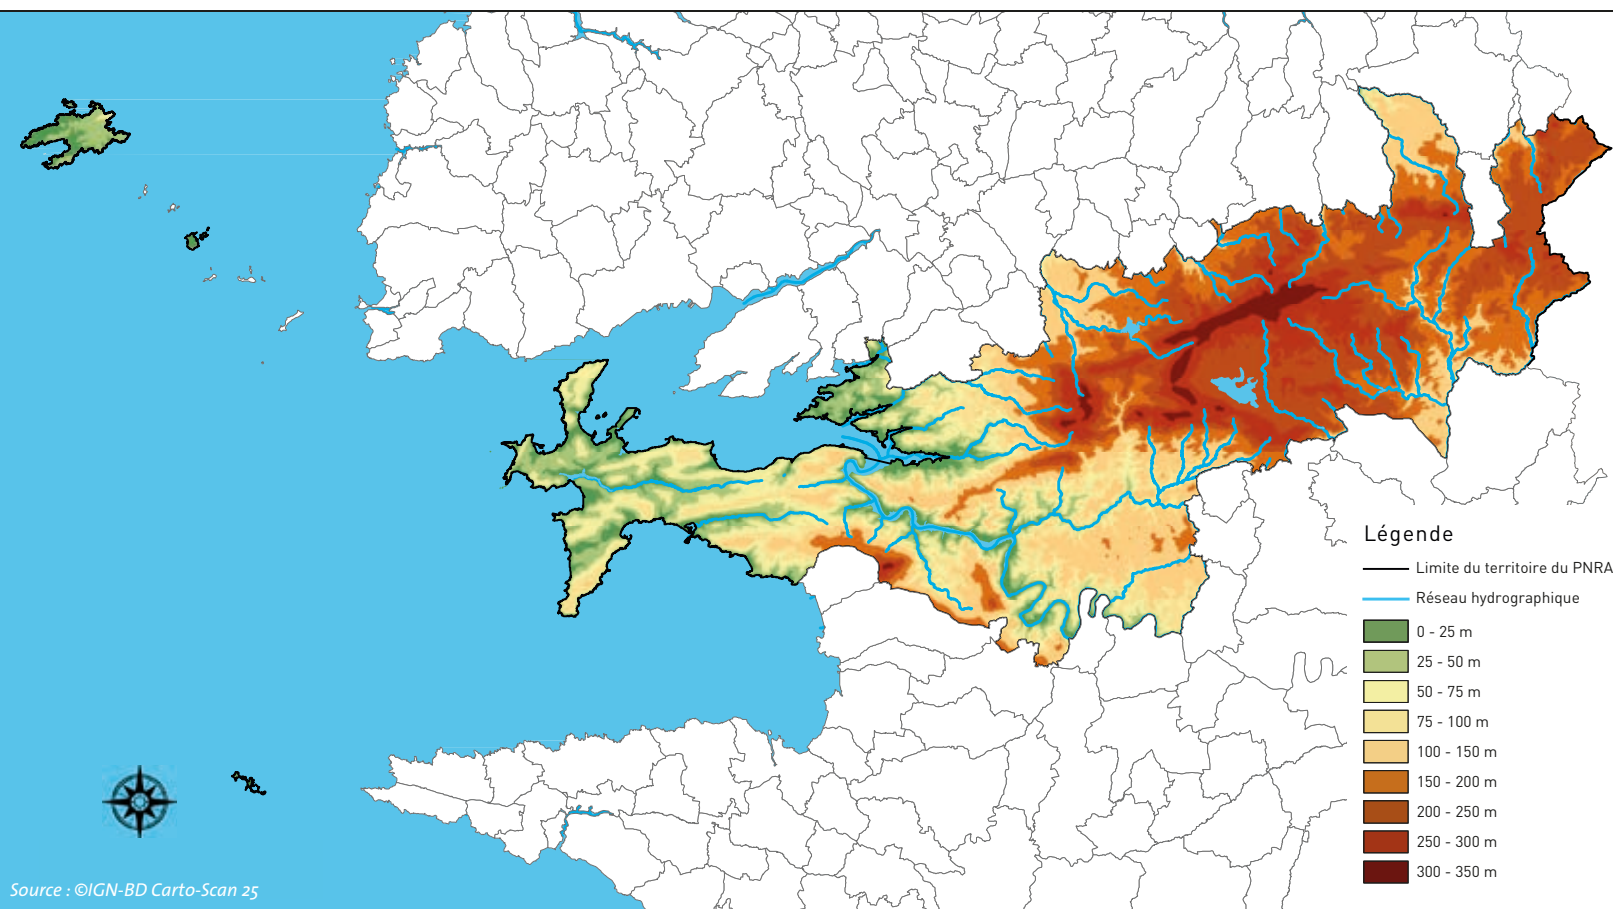 Légende
Limite du territoire du PNRA
Réseau hydrographique
0 - 25 m
25 - 50 m
50 - 75 m
75 - 100 m
100 - 150 m
150 - 200 m
200 - 250 m
250 - 300 m
300 - 350 m
Source : ©IGN-BD Carto-Scan 25